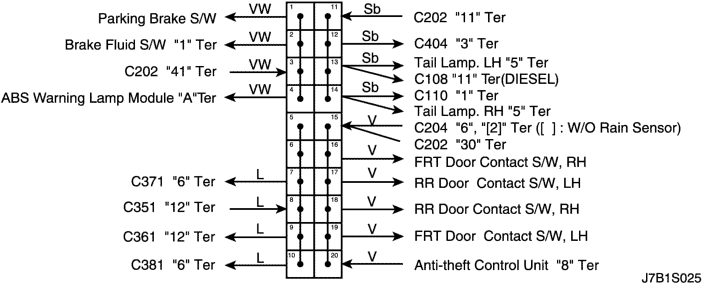 Parking Brake S/W VW 1 11 Sb C202 "11" Ter
Brake Fluid S/W "1" Ter VW 2 12 Sb C404 "3" Ter
C202 "41" Ter VW 3 13 Sb Tail Lamp. LH "5" Ter
C108 "11" Ter(DIESEL)
ABS Warning Lamp Module "A"Ter VW 4 14 Sb C110 "1" Ter
Tail Lamp. RH "5" Ter
5 15 V C204 "6", "[2]" Ter ([ ] : W/O Rain Sensor)
C202 "30" Ter
6 16 V FRT Door Contact S/W, RH
C371 "6" Ter L 7 17 V RR Door Contact S/W, LH
C351 "12" Ter L 8 18 V RR Door Contact S/W, RH
C361 "12" Ter L 9 19 V FRT Door Contact S/W, LH
C381 "6" Ter L 10 20 V Anti-theft Control Unit "8" Ter
J7B1S025